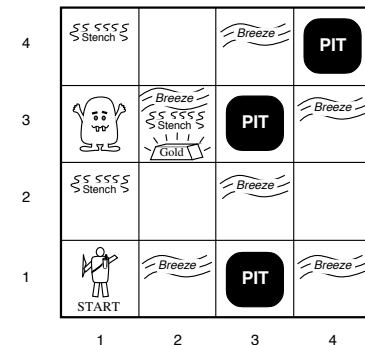 4
Stench
Breeze
PIT
3
Breeze
Stench
Gold
PIT
Breeze
2
Stench
Breeze
1
START
Breeze
PIT
Breeze
1 2 3 4